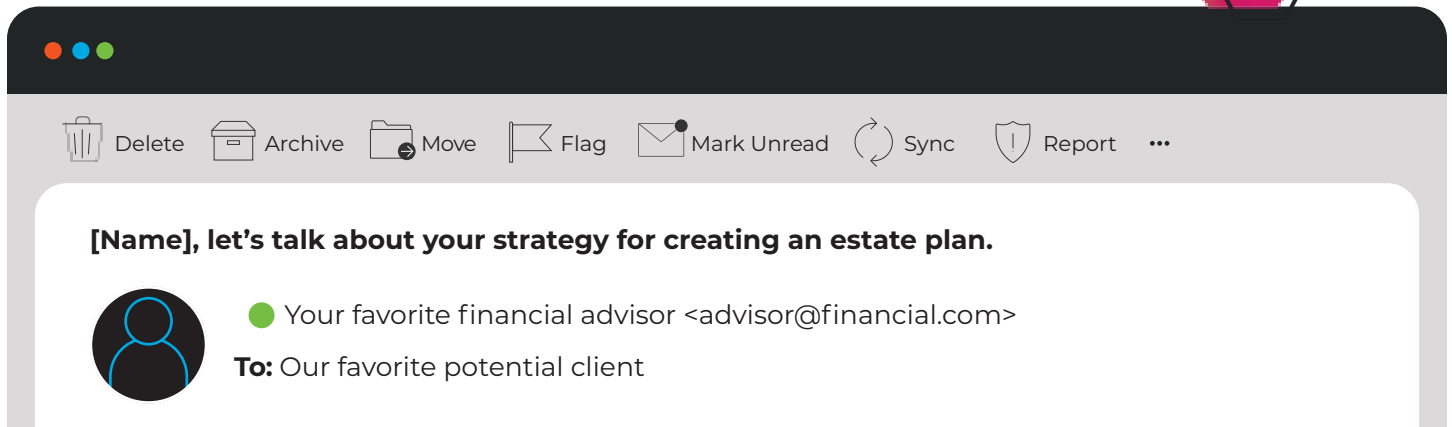 Delete Archive Move Flag Mark Unread Sync Report •••
[Name], let’s talk about your strategy for creating an estate plan.
Your favorite financial advisor <advisor@financial.com>
To: Our favorite potential client